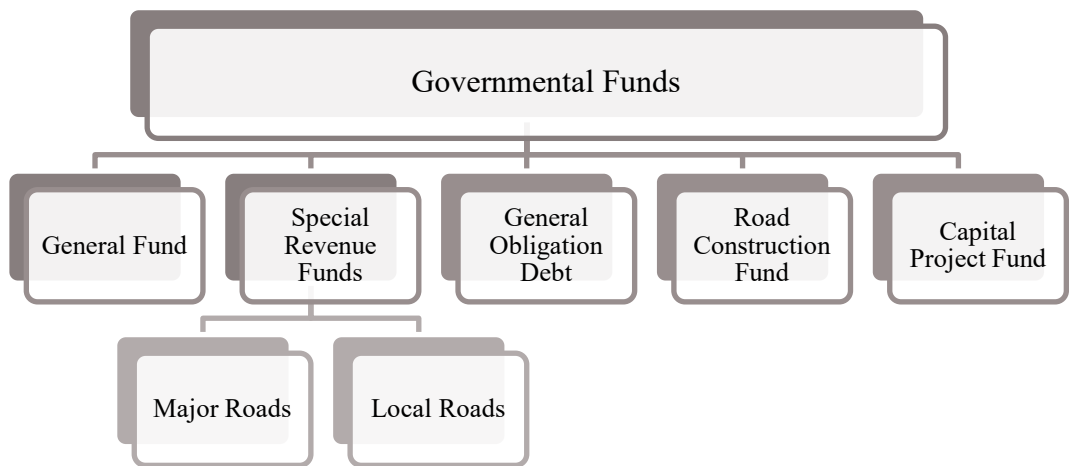 Governmental Funds
General Fund
Special
Revenue
Funds
General
Obligation
Debt
Road
Construction
Fund
Capital
Project Fund
Major Roads
Local Roads